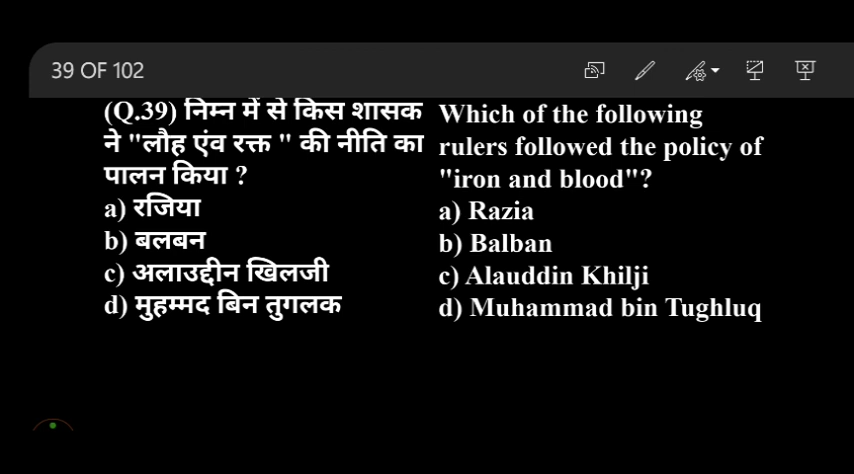 39 OF 102
(Q.39) निम्न में से किस शासक
ने "लौह एंव रक्त " की नीति का
पालन किया ?
a) रजिया
b) बलबन
c) अलाउद्दीन खिलजी
d) मुहम्मद बिन तुगलक
Which of the following
rulers followed the policy of
"iron and blood"?
a) Razia
b) Balban
c) Alauddin Khilji
d) Muhammad bin Tughluq